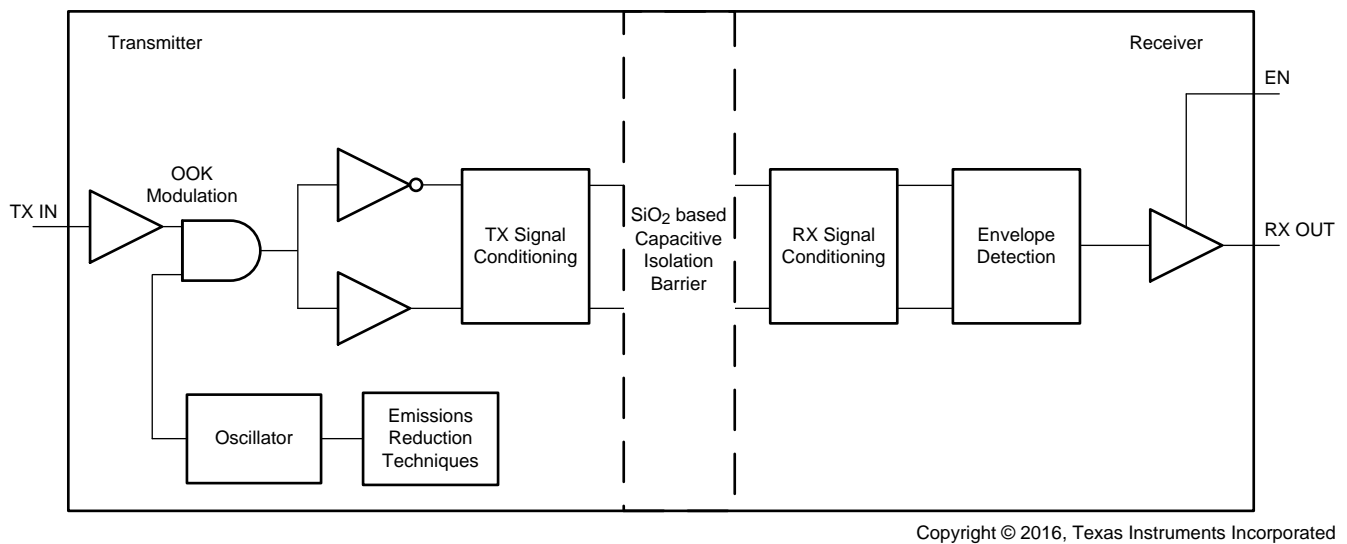 Transmitter
Receiver
EN
OOK
Modulation
TX IN
TX Signal
Conditioning
SiO2 based
Capacitive
Isolation
Barrier
RX Signal
Conditioning
Envelope
Detection
RX OUT
Oscillator
Emissions
Reduction
Techniques
Copyright © 2016, Texas Instruments Incorporated